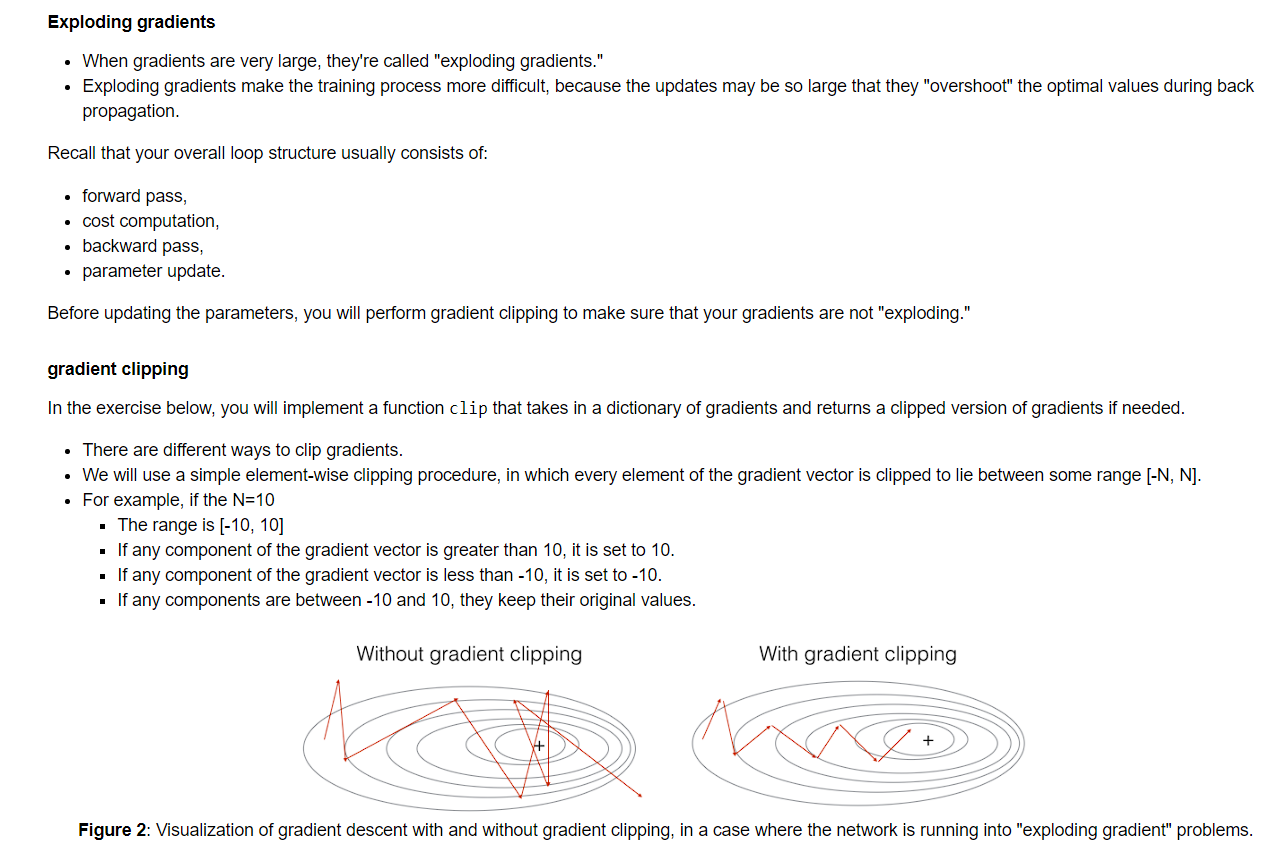 Exploding gradients
When gradients are very large, they're called "exploding gradients."
Exploding gradients make the training process more difficult, because the updates may be so large that they "overshoot" the optimal values during back
propagation.
Recall that your overall loop structure usually consists of:
forward pass,
cost computation,
backward pass,
parameter update.
Before updating the parameters, you will perform gradient clipping to make sure that your gradients are not "exploding."
gradient clipping
In the exercise below, you will implement a function clip that takes in a dictionary of gradients and returns a clipped version of gradients if needed.
There are different ways to clip gradients.
We will use a simple element-wise clipping procedure, in which every element of the gradient vector is clipped to lie between some range [-N, N].
For example, if the N=10
The range is [-10, 10]
If any component of the gradient vector is greater than 10, it is set to 10.
If any component of the gradient vector is less than -10, it is set to -10.
If any components are between -10 and 10, they keep their original values.
Without gradient clipping
With gradient clipping
Figure 2: Visualization of gradient descent with and without gradient clipping, in a case where the network is running into "exploding gradient" problems.